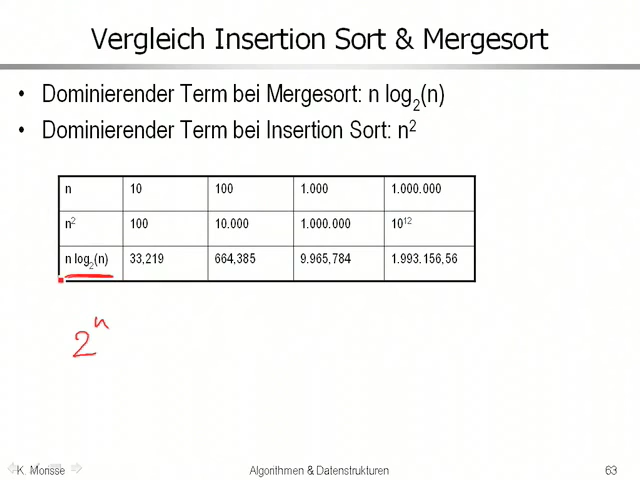 Vergleich Insertion Sort & Mergesort
• Dominierender Term bei Mergesort: n log₂(n)
• Dominierender Term bei Insertion Sort: n²
n 10 100 1.000 1.000.000
n² 100 10.000 1.000.000 10¹²
n log₂(n) 33,219 664,385 9.965,784 1.993.156,56
2ⁿ
K. Morisse Algorithmen & Datenstrukturen 63